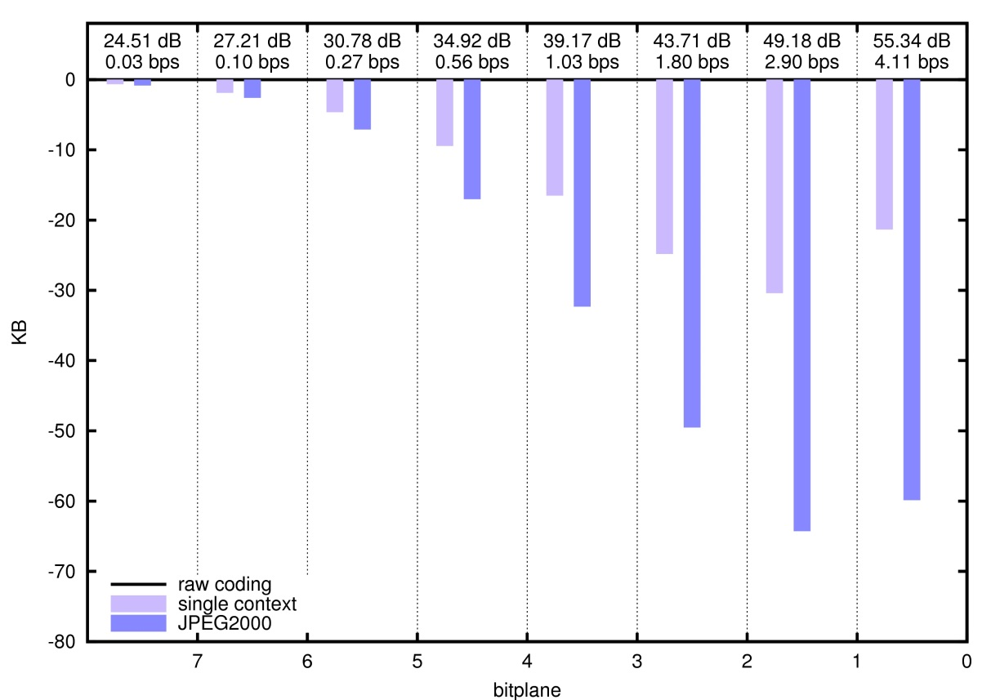 24.51 dB 27.21 dB 30.78 dB 34.92 dB 39.17 dB 43.71 dB 49.18 dB 55.34 dB
0.03 bps 0.10 bps 0.27 bps 0.56 bps 1.03 bps 1.80 bps 2.90 bps 4.11 bps
0
-10
-20
-30
KB
-40
-50
-60
-70
raw coding
single context
JPEG2000
-80
7 6 5 4 3 2 1 0
bitplane